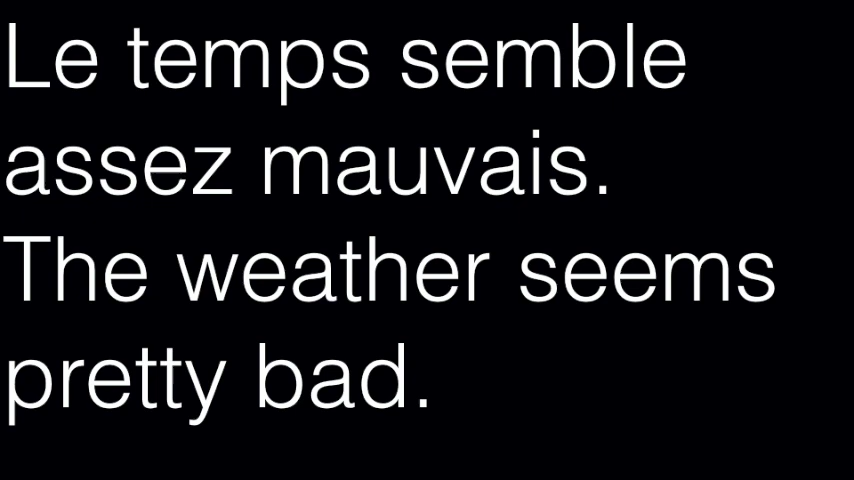 Le temps semble
assez mauvais.
The weather seems
pretty bad.